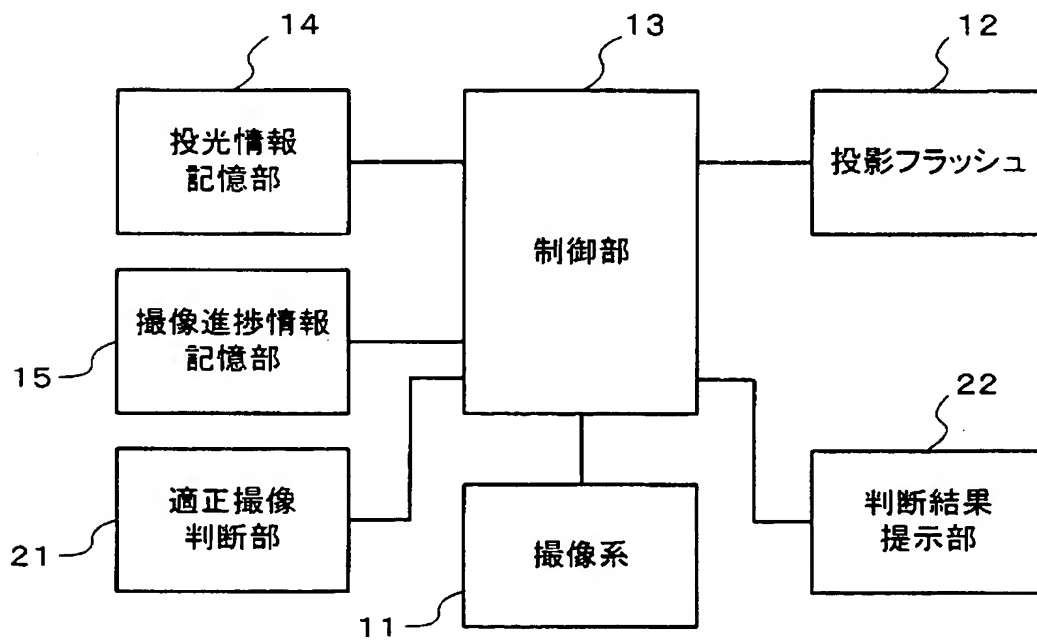 14
13
12
投光情報
記憶部
制御部
投影フラッシュ
撮像進捗情報
記憶部
15
22
適正撮像
判断部
21
撮像系
11
判断結果
提示部